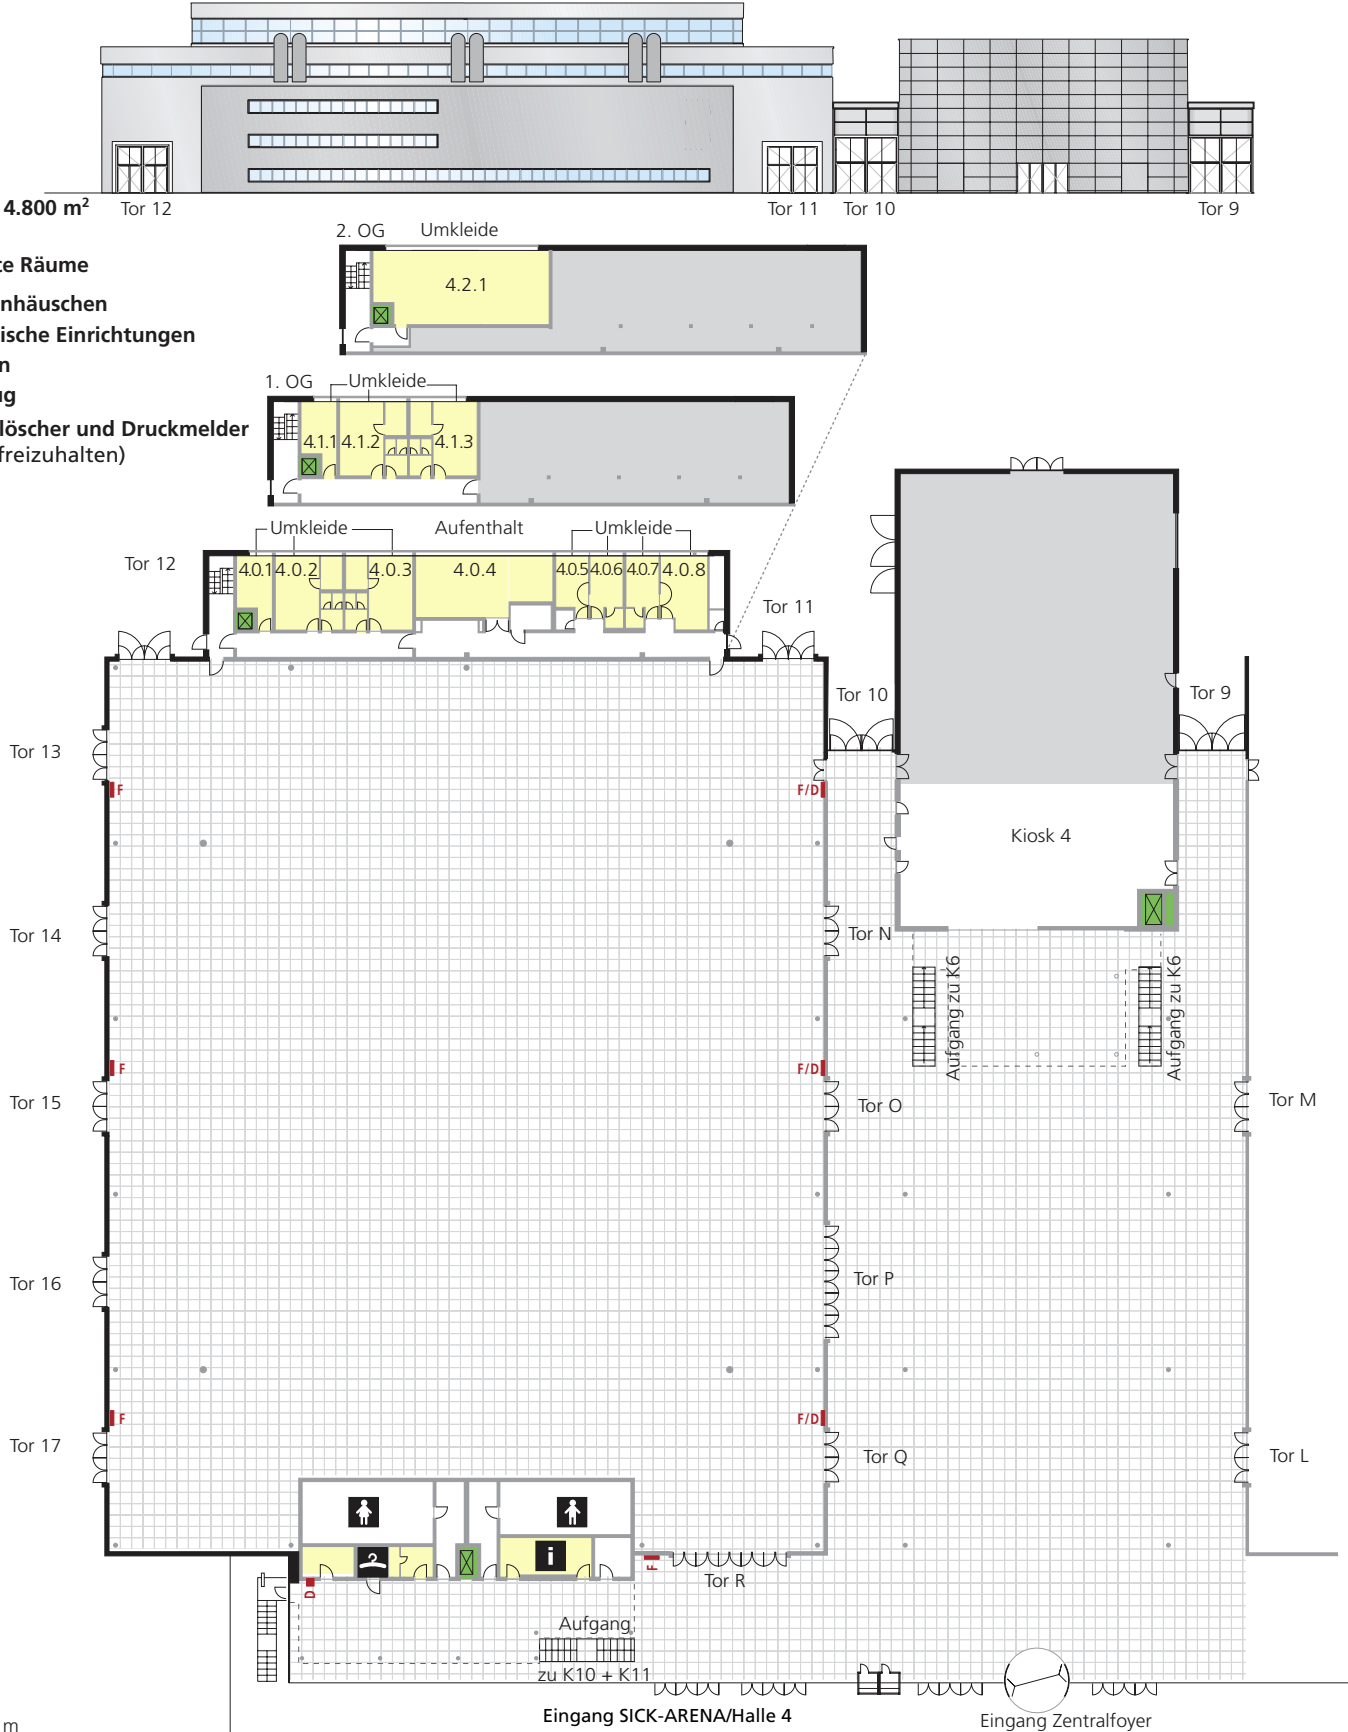 4.800 m²
Tor 12
Tor 11
Tor 10
Tor 9
2. OG
Umkleide
4.2.1
te Räume
nhäuschen
ische Einrichtungen
n
ug
löscher und Druckmelder
freizuhalten)
1. OG
Umkleide
4.1.1
4.1.2
4.1.3
Umkleide
Aufenthalt
Umkleide
Tor 12
4.0.1
4.0.2
4.0.3
4.0.4
4.0.5
4.0.6
4.0.7
4.0.8
Tor 11
Tor 10
Tor 9
Tor 13
F
F/D
Kiosk 4
Tor 14
Tor N
Aufgang zu K6
Aufgang zu K6
F
F/D
Tor 15
Tor O
Tor M
Tor 16
Tor P
F
F/D
Tor 17
Tor Q
Tor L
i
F
Tor R
D
Aufgang
zu K10 + K11
Eingang SICK-ARENA/Halle 4
Eingang Zentralfoyer
m